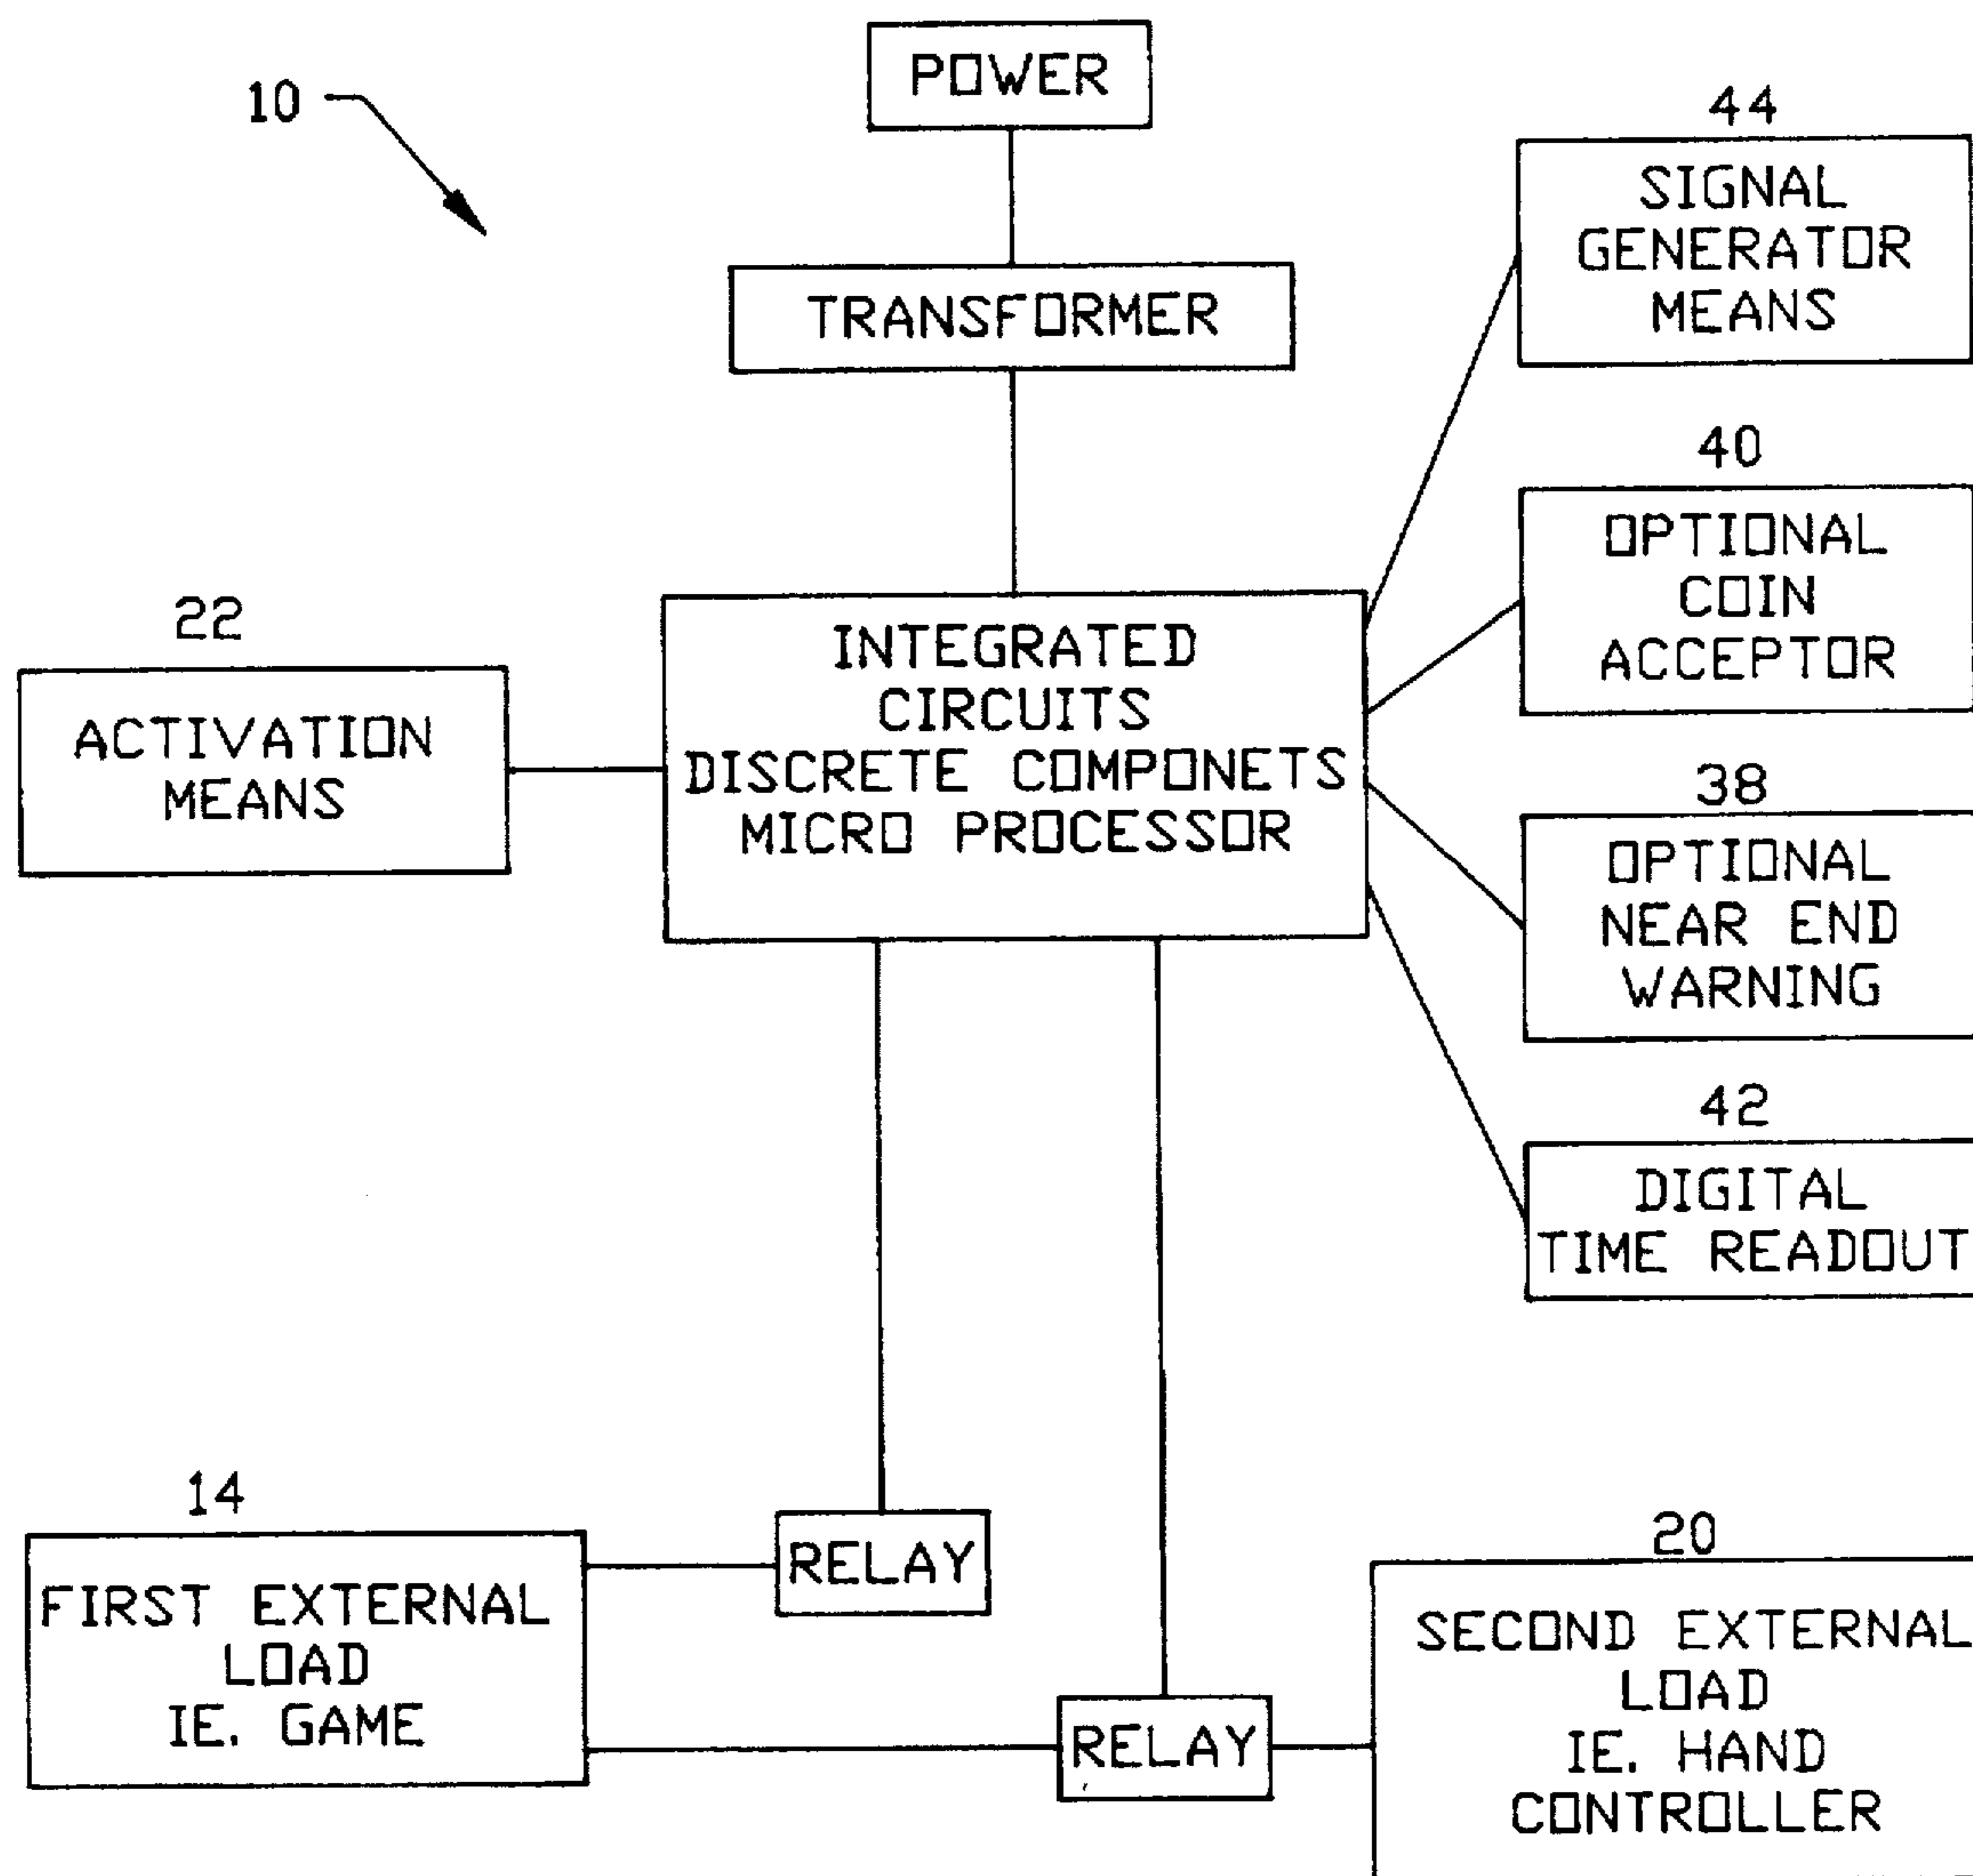 POWER
10
44
SIGNAL
GENERATOR
MEANS
TRANSFORMER
40
OPTIONAL
COIN
ACCEPTOR
22
ACTIVATION
MEANS
INTEGRATED
CIRCUITS
DISCRETE COMPONETS
MICRO PROCESSOR
38
OPTIONAL
NEAR END
WARNING
42
DIGITAL
TIME READOUT
14
FIRST EXTERNAL
LOAD
IE. GAME
RELAY
RELAY
20
SECOND EXTERNAL
LOAD
IE. HAND
CONTROLLER